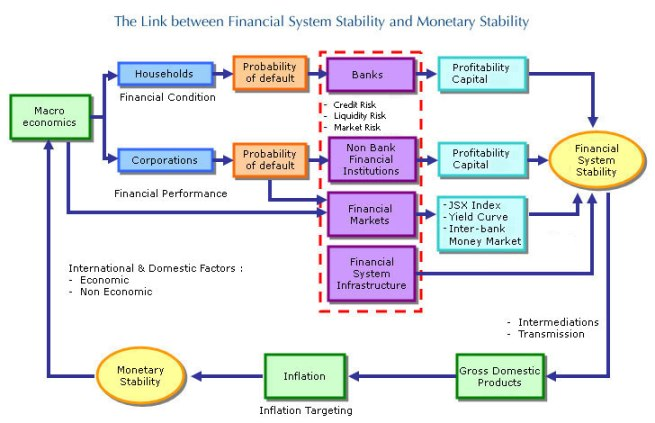 The Link between Financial System Stability and Monetary Stability
Households
Probability
of default
Banks
Profitability
Capital
Financial Condition
Macro
economics
- Credit Risk
- Liquidity Risk
- Market Risk
Corporations
Probability
of default
Non Bank
Financial
Institutions
Profitability
Capital
Financial
System
Stability
Financial Performance
Financial
Markets
-JSX Index
-Yield Curve
-Inter-bank
Money Market
Financial
System
Infrastructure
International & Domestic Factors :
- Economic
- Non Economic
- Intermediations
- Transmission
Monetary
Stability
Inflation
Gross Domestic
Products
Inflation Targeting